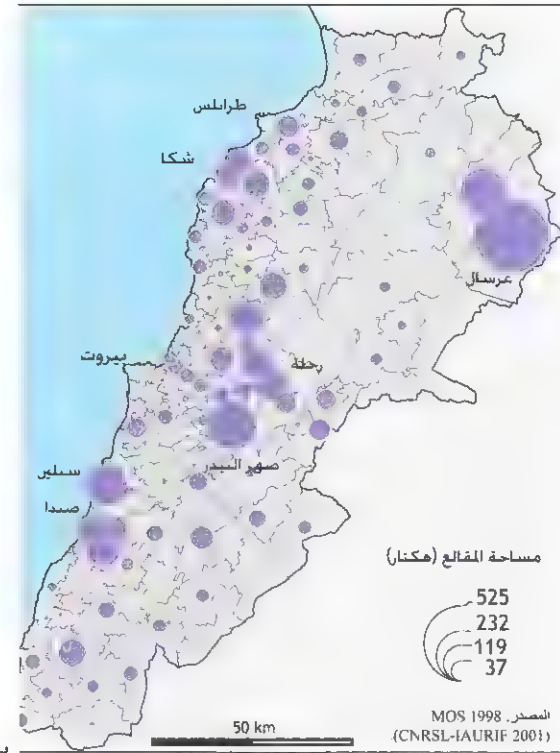 طرابلس
شكا
عرسال
بيروت
زحلة
ضهر البيدر
سبلين
صيدا
مساحة المقالع (هكتار)
525
232
119
37
50 km
المصدر، MOS 1998
(CNRSL-IAURIF 2001)